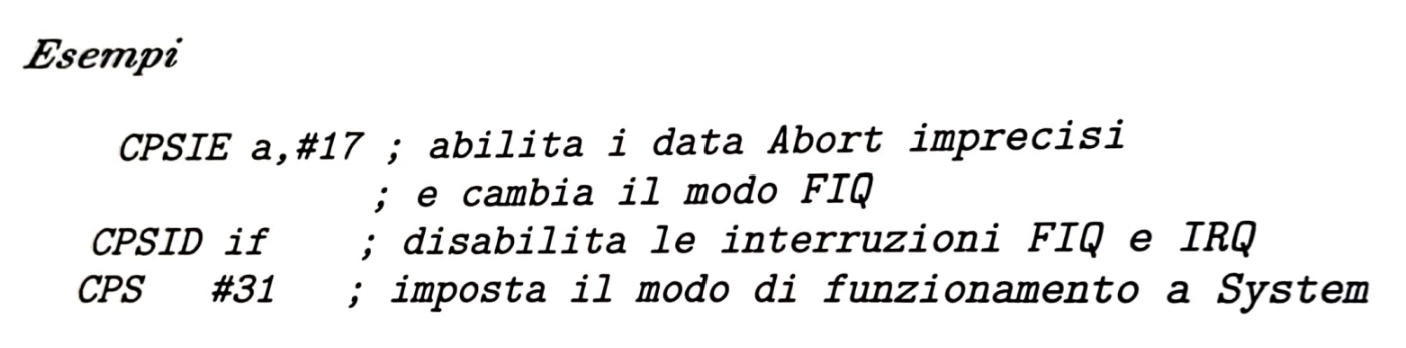 Esempi
CPSIE a,#17 ; abilita i data Abort imprecisi
; e cambia il modo FIQ
CPSID if ; disabilita le interruzioni FIQ e IRQ
CPS #31 ; imposta il modo di funzionamento a System